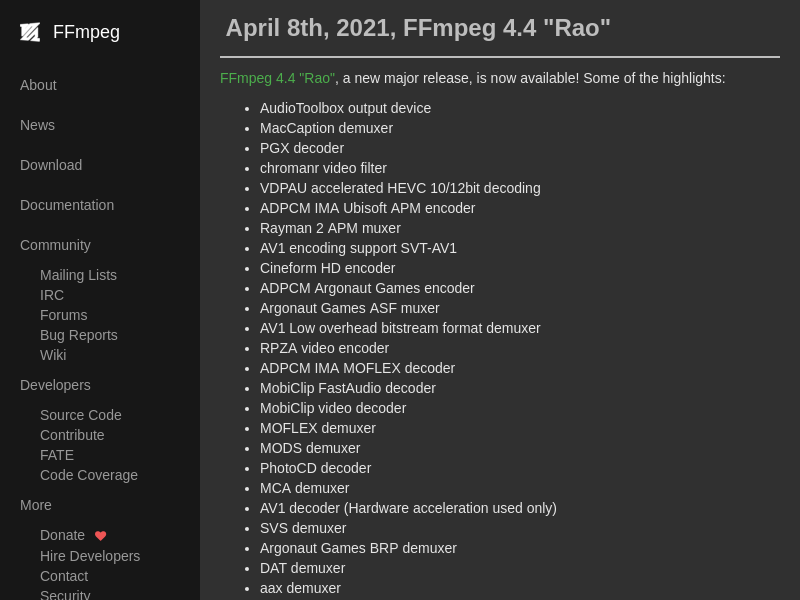 FFmpeg
About
News
Download
Documentation
Community
Mailing Lists
IRC
Forums
Bug Reports
Wiki
Developers
Source Code
Contribute
FATE
Code Coverage
More
Donate
Hire Developers
Contact
Security
April 8th, 2021, FFmpeg 4.4 "Rao"
FFmpeg 4.4 "Rao", a new major release, is now available! Some of the highlights:
AudioToolbox output device
MacCaption demuxer
PGX decoder
chromanr video filter
VDPAU accelerated HEVC 10/12bit decoding
ADPCM IMA Ubisoft APM encoder
Rayman 2 APM muxer
AV1 encoding support SVT-AV1
Cineform HD encoder
ADPCM Argonaut Games encoder
Argonaut Games ASF muxer
AV1 Low overhead bitstream format demuxer
RPZA video encoder
ADPCM IMA MOFLEX decoder
MobiClip FastAudio decoder
MobiClip video decoder
MOFLEX demuxer
MODS demuxer
PhotoCD decoder
MCA demuxer
AV1 decoder (Hardware acceleration used only)
SVS demuxer
Argonaut Games BRP demuxer
DAT demuxer
aax demuxer